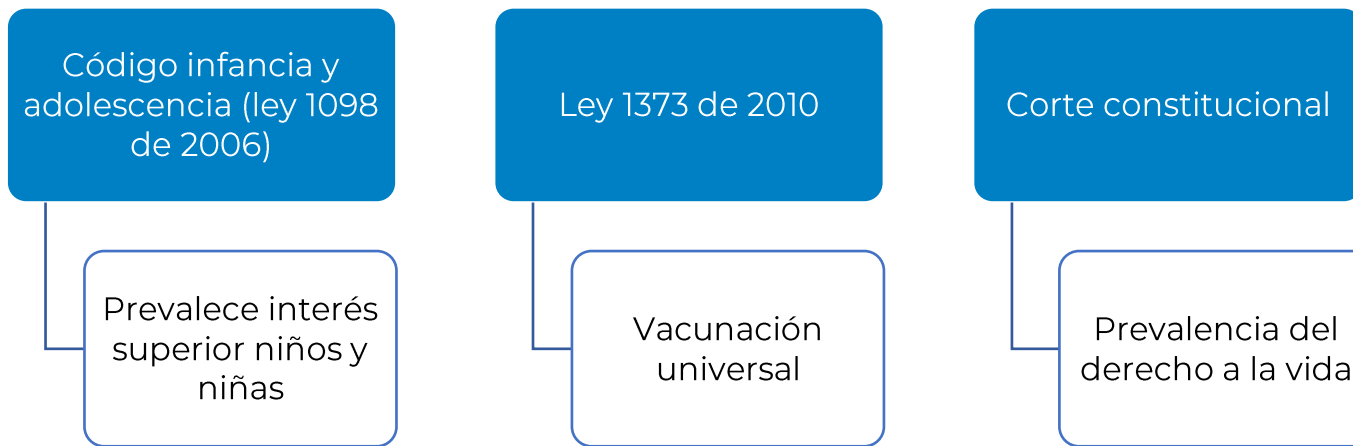 Código infancia y
adolescencia (ley 1098
de 2006)
Prevalece interés
superior niños y
niñas
Ley 1373 de 2010
Vacunación
universal
Corte constitucional
Prevalencia del
derecho a la vida